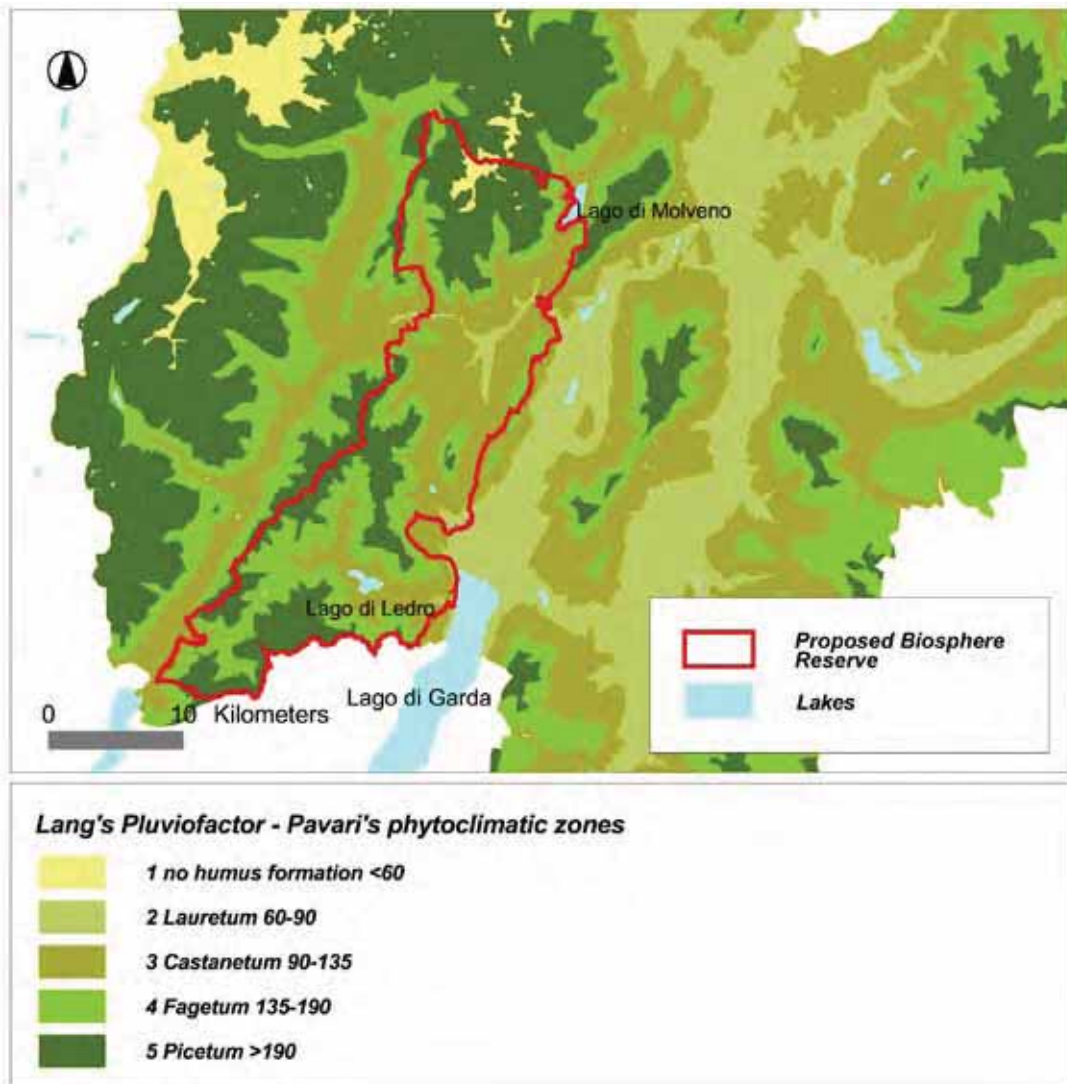 Lago di Molveno
Lago di Ledro
Lago di Garda
0 10 Kilometers
Proposed Biosphere
Reserve
Lakes
Lang's Pluviofactor - Pavari's phytoclimatic zones
1 no humus formation <60
2 Lauretum 60-90
3 Castanetum 90-135
4 Fagetum 135-190
5 Picetum >190